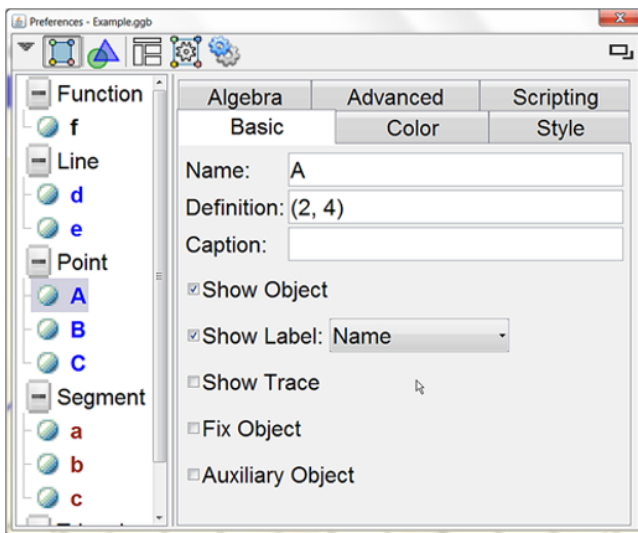 Preferences - Example.ggb
Function
f
Line
d
e
Point
A
B
C
Segment
a
b
c
Algebra Advanced Scripting
Basic Color Style
Name: A
Definition: (2, 4)
Caption:
Show Object
Show Label: Name
Show Trace
Fix Object
Auxiliary Object